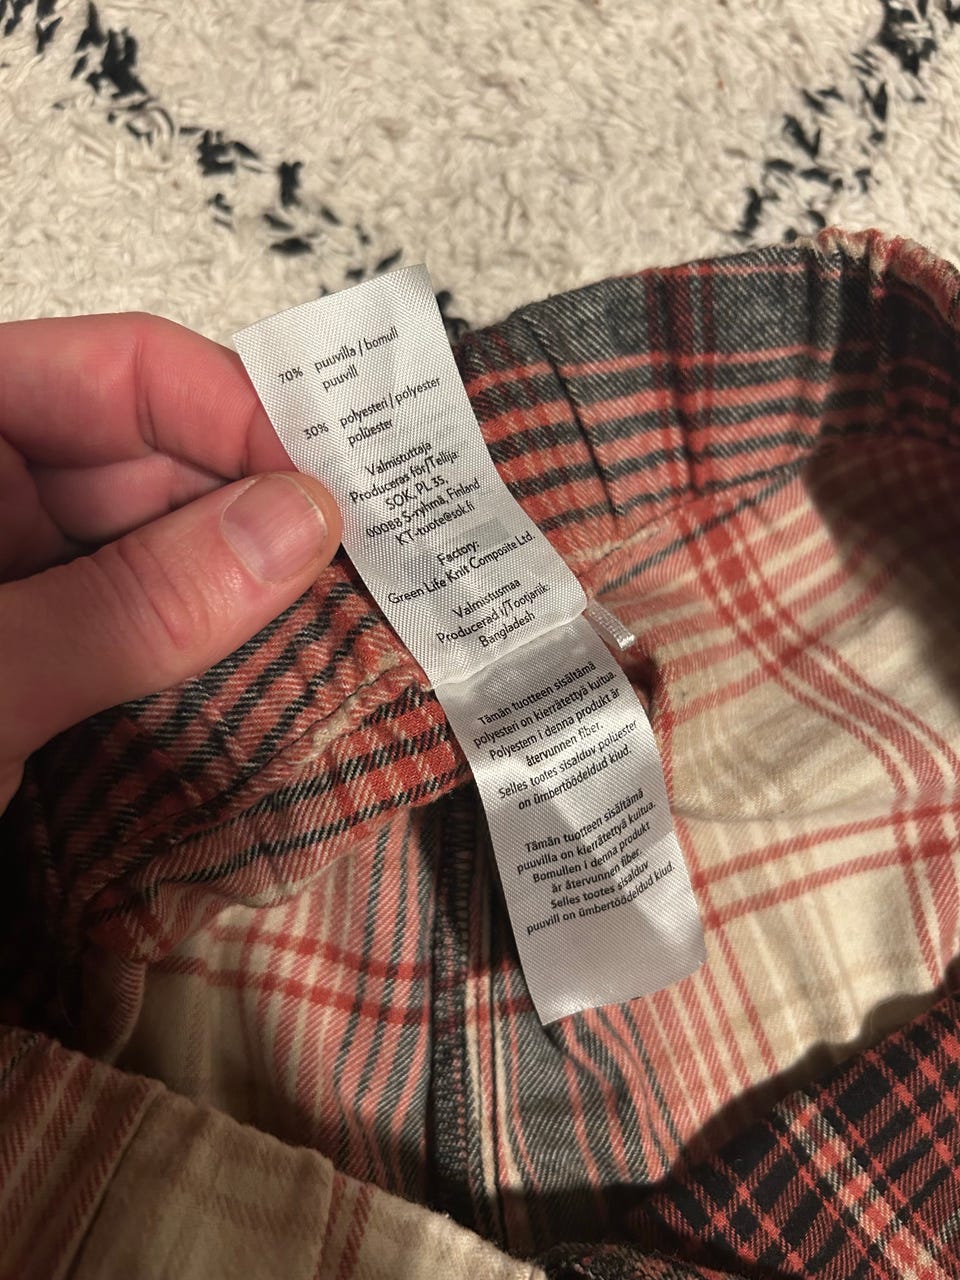 70% puuvilla / bomull
puuvill
30% polyesteri / polyester
polüester
Valmistuttaja
Produceras för/Tellija:
SOK, PL 35,
00088 S-ryhmä, Finland
KT-tuote@sok.fi
Factory:
Green Life Knit Composite Ltd.
Valmistusmaa
Producerad i/Tootjariik:
Bangladesh
Tämän tuotteen sisältämä
polyesteri on kierrätettyä kuitua.
Polyestern i denna produkt är
återvunnen fiber.
Selles tootes sisalduv polüester
on ümbertöödeldud kiud.
Tämän tuotteen sisältämä
puuvilla on kierrätettyä kuitua.
Bomullen i denna produkt
är återvunnen fiber.
Selles tootes sisalduv
puuvill on ümbertöödeldud kiud.